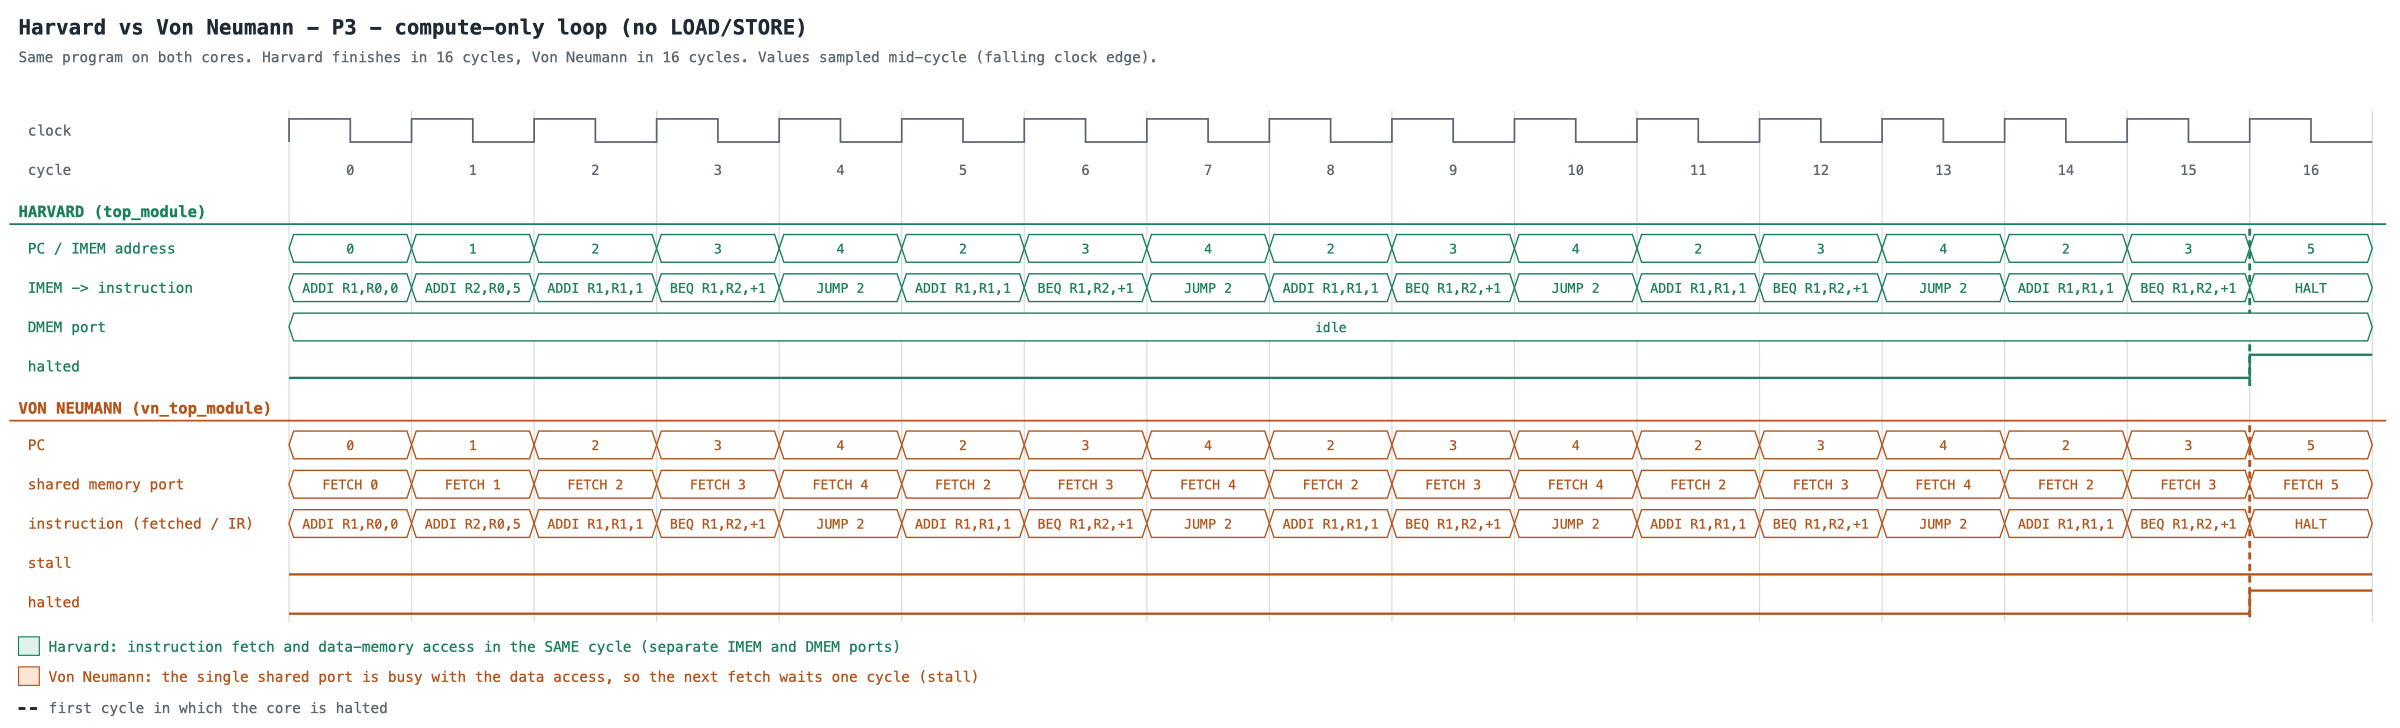 Harvard vs Von Neumann – P3 – compute-only loop (no LOAD/STORE)
Same program on both cores. Harvard finishes in 16 cycles, Von Neumann in 16 cycles. Values sampled mid-cycle (falling clock edge).
clock
cycle 0 1 2 3 4 5 6 7 8 9 10 11 12 13 14 15 16
HARVARD (top_module)
PC / IMEM address 0 1 2 3 4 2 3 4 2 3 4 2 3 4 2 3 5
IMEM -> instruction ADDI R1,R0,0 ADDI R2,R0,5 ADDI R1,R1,1 BEQ R1,R2,+1 JUMP 2 ADDI R1,R1,1 BEQ R1,R2,+1 JUMP 2 ADDI R1,R1,1 BEQ R1,R2,+1 JUMP 2 ADDI R1,R1,1 BEQ R1,R2,+1 JUMP 2 ADDI R1,R1,1 BEQ R1,R2,+1 HALT
DMEM port idle
halted
VON NEUMANN (vn_top_module)
PC 0 1 2 3 4 2 3 4 2 3 4 2 3 4 2 3 5
shared memory port FETCH 0 FETCH 1 FETCH 2 FETCH 3 FETCH 4 FETCH 2 FETCH 3 FETCH 4 FETCH 2 FETCH 3 FETCH 4 FETCH 2 FETCH 3 FETCH 4 FETCH 2 FETCH 3 FETCH 5
instruction (fetched / IR) ADDI R1,R0,0 ADDI R2,R0,5 ADDI R1,R1,1 BEQ R1,R2,+1 JUMP 2 ADDI R1,R1,1 BEQ R1,R2,+1 JUMP 2 ADDI R1,R1,1 BEQ R1,R2,+1 JUMP 2 ADDI R1,R1,1 BEQ R1,R2,+1 JUMP 2 ADDI R1,R1,1 BEQ R1,R2,+1 HALT
stall
halted
Harvard: instruction fetch and data-memory access in the SAME cycle (separate IMEM and DMEM ports)
Von Neumann: the single shared port is busy with the data access, so the next fetch waits one cycle (stall)
first cycle in which the core is halted